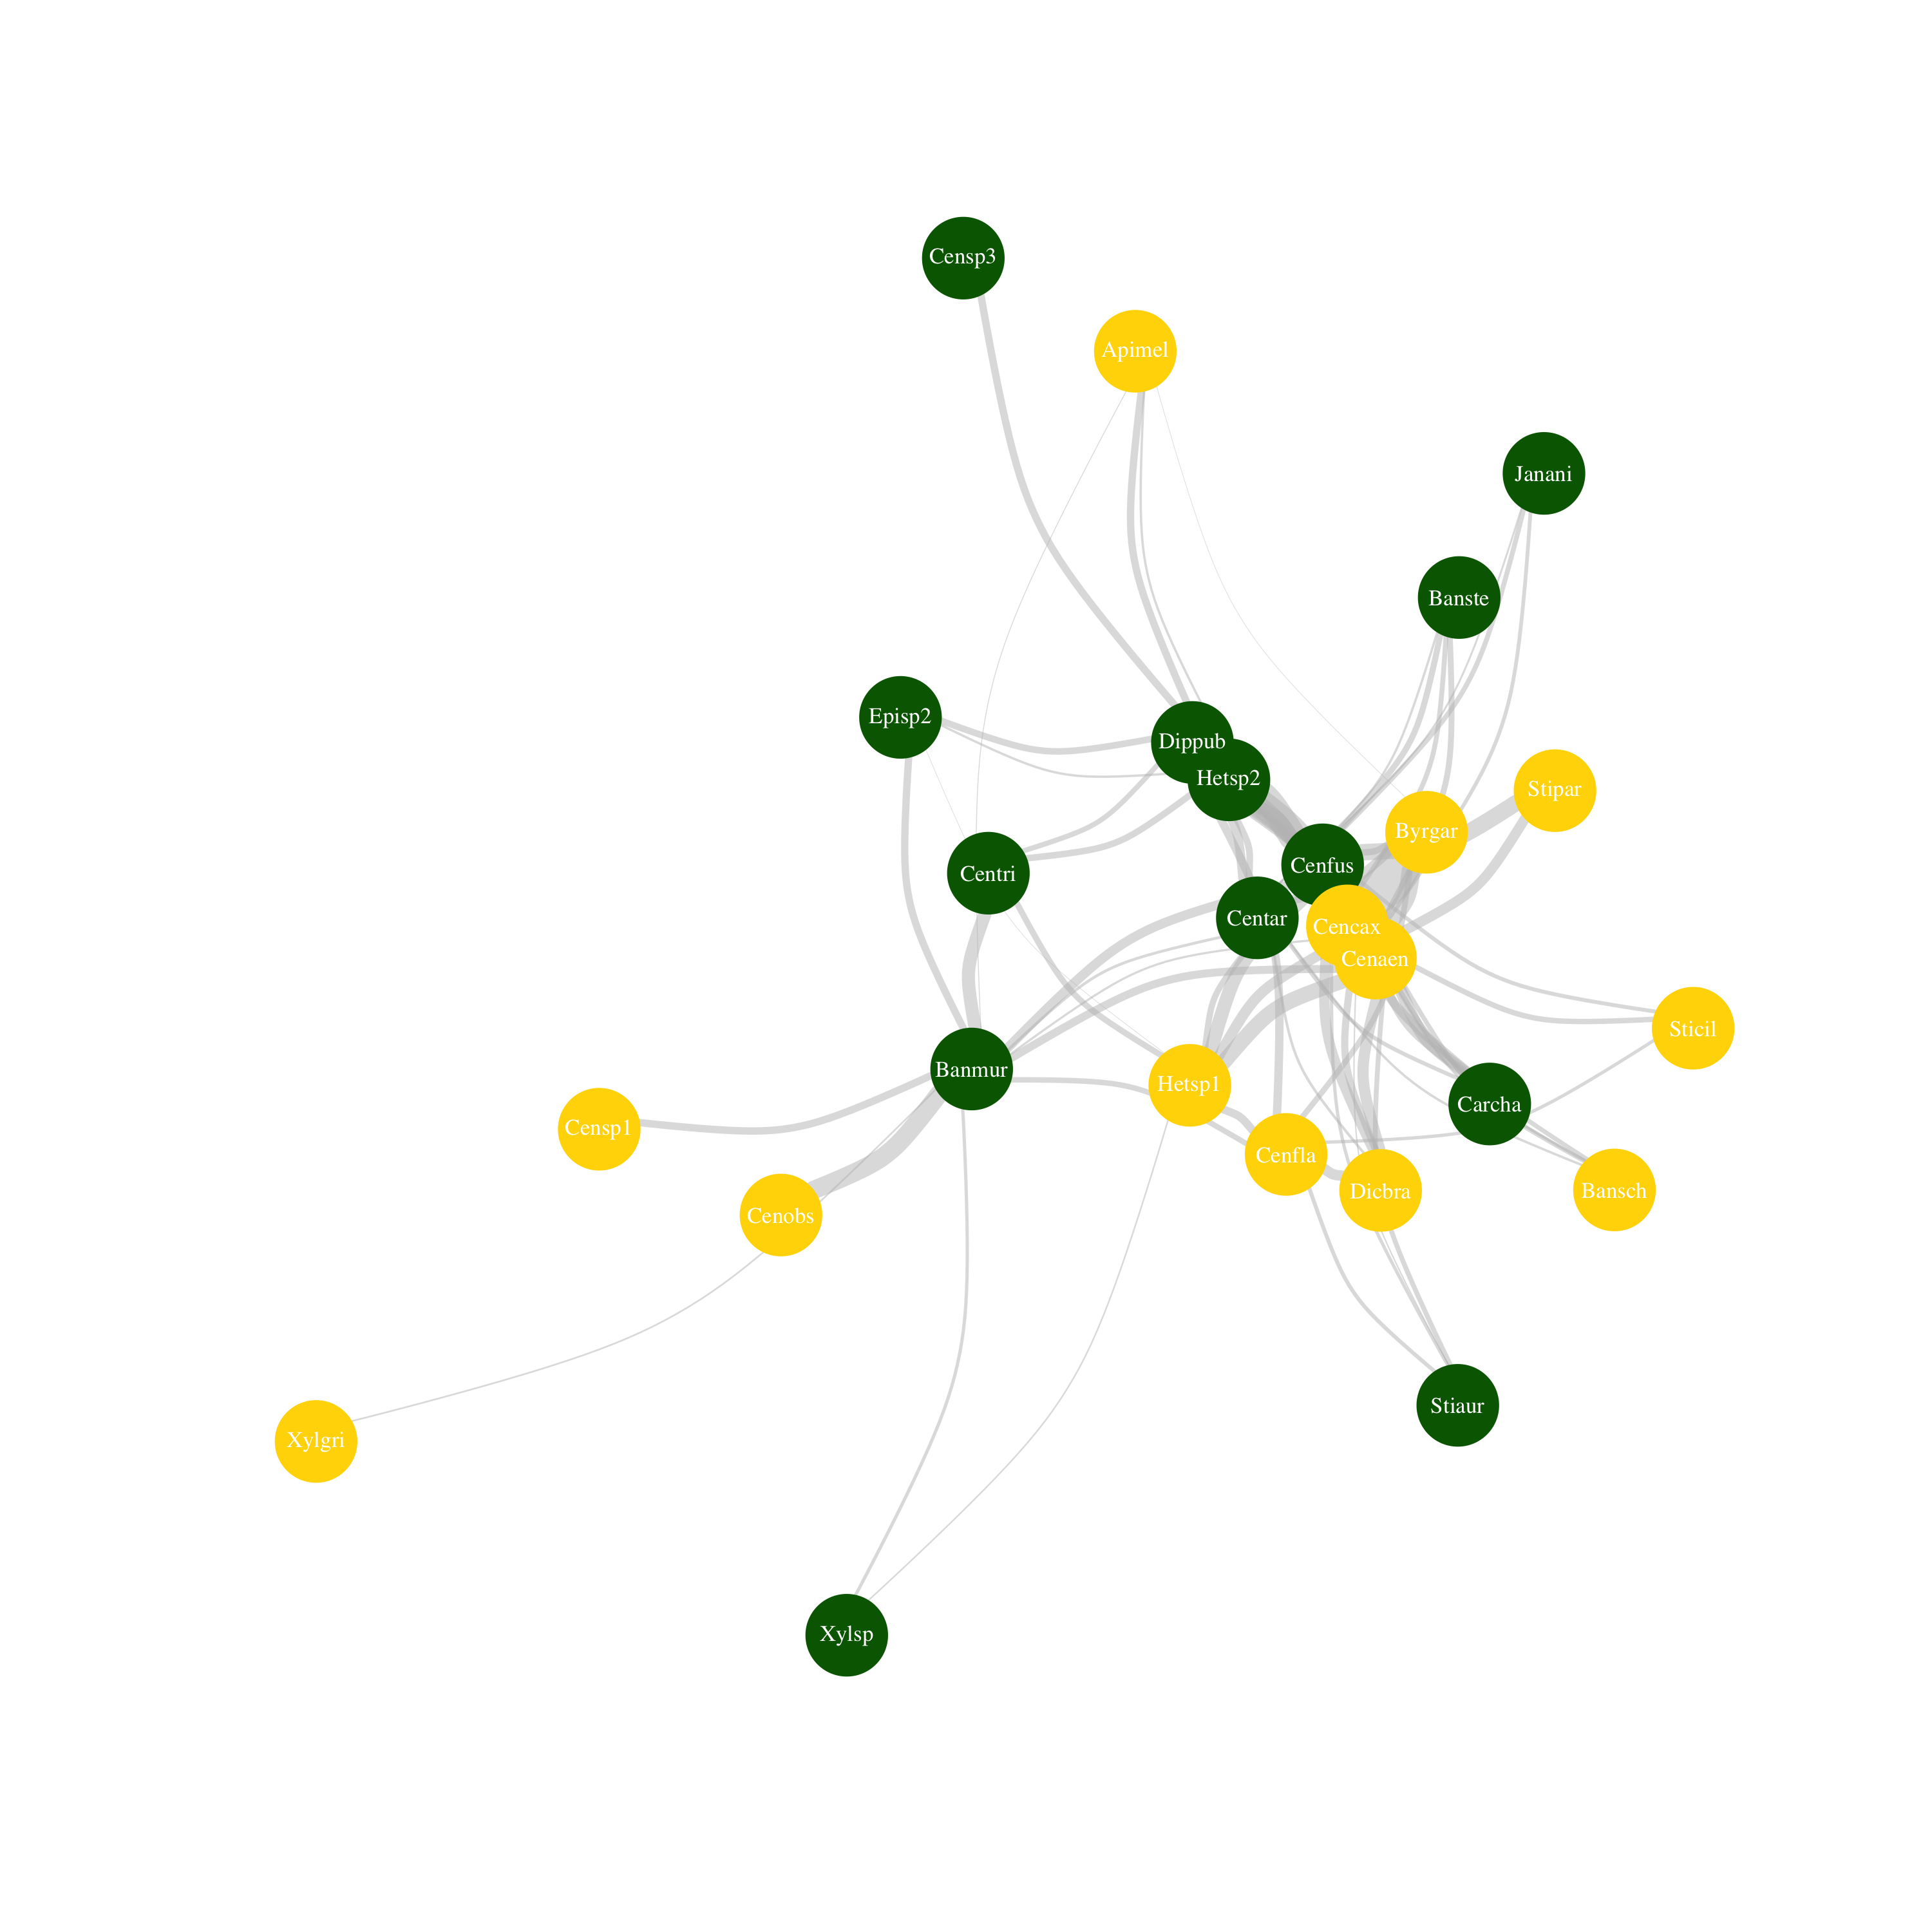 Censp3
Apimel
Janani
Banste
Episp2
Dippub
Hetsp2
Stipar
Byrgar
Cenfus
Centri
Centar
Cencax
Cenaen
Sticil
Banmur
Hetsp1
Carcha
Censp1
Cenfla
Dicbra
Bansch
Cenobs
Stiaur
Xylgri
Xylsp